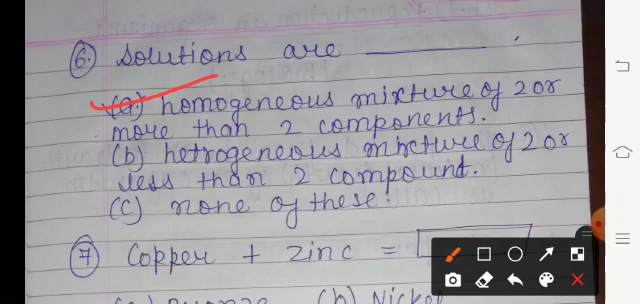 6. Solutions are ______.
(a) homogeneous mixture of 2 or
more than 2 components.
(b) hetrogeneous mixture of 2 or
less than 2 compound.
(c) none of these.
7 Copper + Zinc =
(b) Nickel